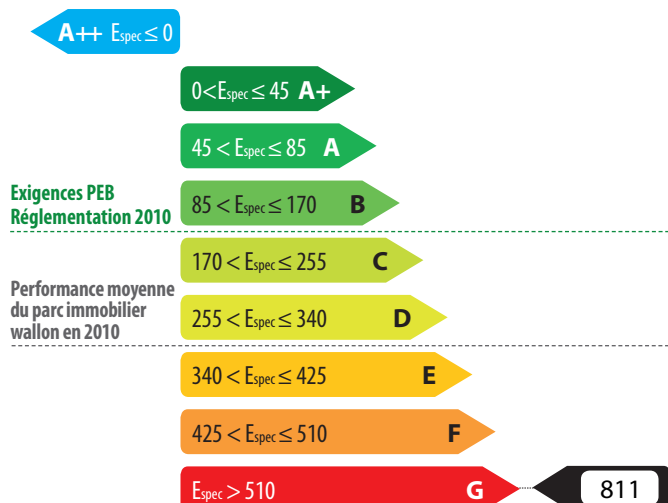 A++ Espec ≤ 0
0<Espec ≤ 45 A+
45 < Espec ≤ 85 A
Exigences PEB
Réglementation 2010
85 < Espec ≤ 170 B
170 < Espec ≤ 255 C
Performance moyenne
du parc immobilier
wallon en 2010
255 < Espec ≤ 340 D
340 < Espec ≤ 425 E
425 < Espec ≤ 510 F
Espec > 510 G
811